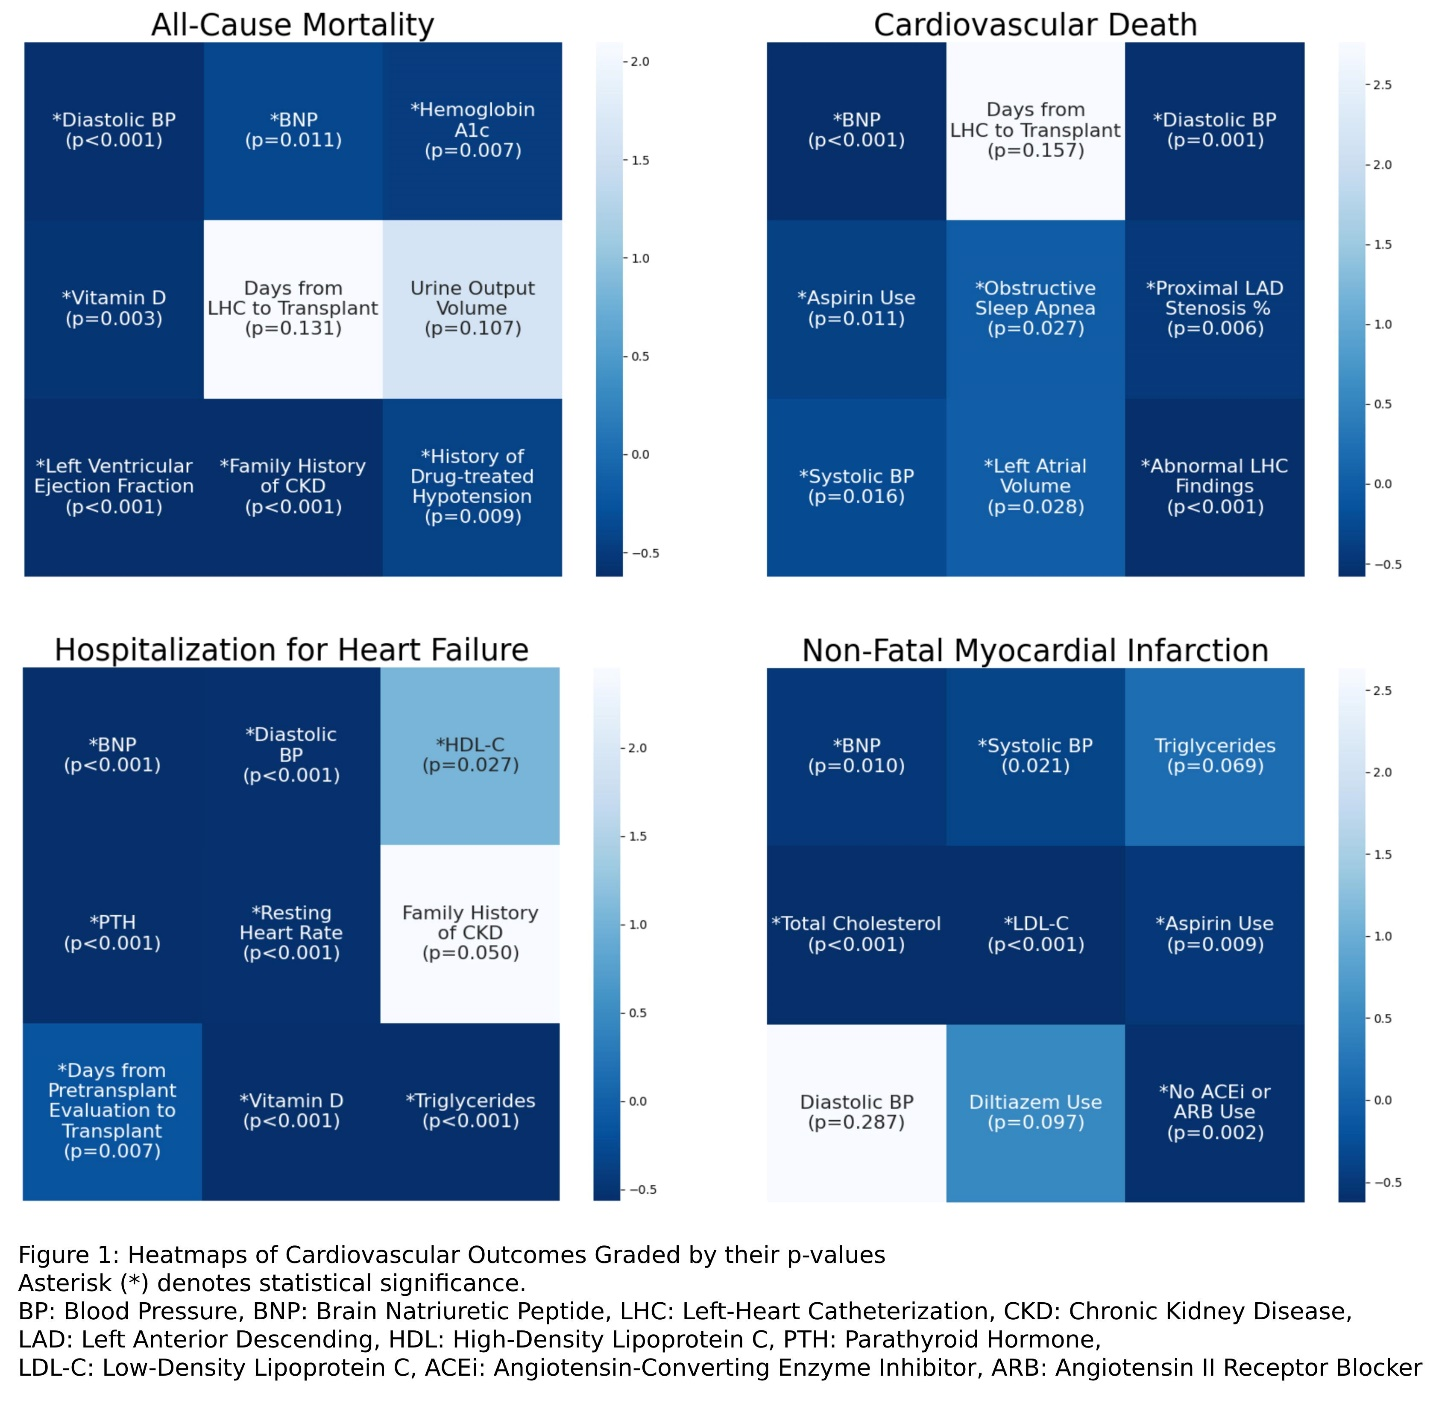 All-Cause Mortality
*Diastolic BP
(p<0.001)
*BNP
(p=0.011)
*Hemoglobin
A1c
(p=0.007)
*Vitamin D
(p=0.003)
Days from
LHC to Transplant
(p=0.131)
Urine Output
Volume
(p=0.107)
*Left Ventricular
Ejection Fraction
(p<0.001)
*Family History
of CKD
(p<0.001)
*History of
Drug-treated
Hypotension
(p=0.009)
2.0
1.5
1.0
0.5
0.0
−0.5
Cardiovascular Death
*BNP
(p<0.001)
Days from
LHC to Transplant
(p=0.157)
*Diastolic BP
(p=0.001)
*Aspirin Use
(p=0.011)
*Obstructive
Sleep Apnea
(p=0.027)
*Proximal LAD
Stenosis %
(p=0.006)
*Systolic BP
(p=0.016)
*Left Atrial
Volume
(p=0.028)
*Abnormal LHC
Findings
(p<0.001)
2.5
2.0
1.5
1.0
0.5
0.0
−0.5
Hospitalization for Heart Failure
*BNP
(p<0.001)
*Diastolic
BP
(p<0.001)
*HDL-C
(p=0.027)
*PTH
(p<0.001)
*Resting
Heart Rate
(p<0.001)
Family History
of CKD
(p=0.050)
*Days from
Pretransplant
Evaluation to
Transplant
(p=0.007)
*Vitamin D
(p<0.001)
*Triglycerides
(p<0.001)
2.0
1.5
1.0
0.5
0.0
−0.5
Non-Fatal Myocardial Infarction
*BNP
(p=0.010)
*Systolic BP
(0.021)
Triglycerides
(p=0.069)
*Total Cholesterol
(p<0.001)
*LDL-C
(p<0.001)
*Aspirin Use
(p=0.009)
Diastolic BP
(p=0.287)
Diltiazem Use
(p=0.097)
*No ACEi or
ARB Use
(p=0.002)
2.5
2.0
1.5
1.0
0.5
0.0
−0.5
Figure 1: Heatmaps of Cardiovascular Outcomes Graded by their p-values
Asterisk (*) denotes statistical significance.
BP: Blood Pressure, BNP: Brain Natriuretic Peptide, LHC: Left-Heart Catheterization, CKD: Chronic Kidney Disease,
LAD: Left Anterior Descending, HDL: High-Density Lipoprotein C, PTH: Parathyroid Hormone,
LDL-C: Low-Density Lipoprotein C, ACEi: Angiotensin-Converting Enzyme Inhibitor, ARB: Angiotensin II Receptor Blocker